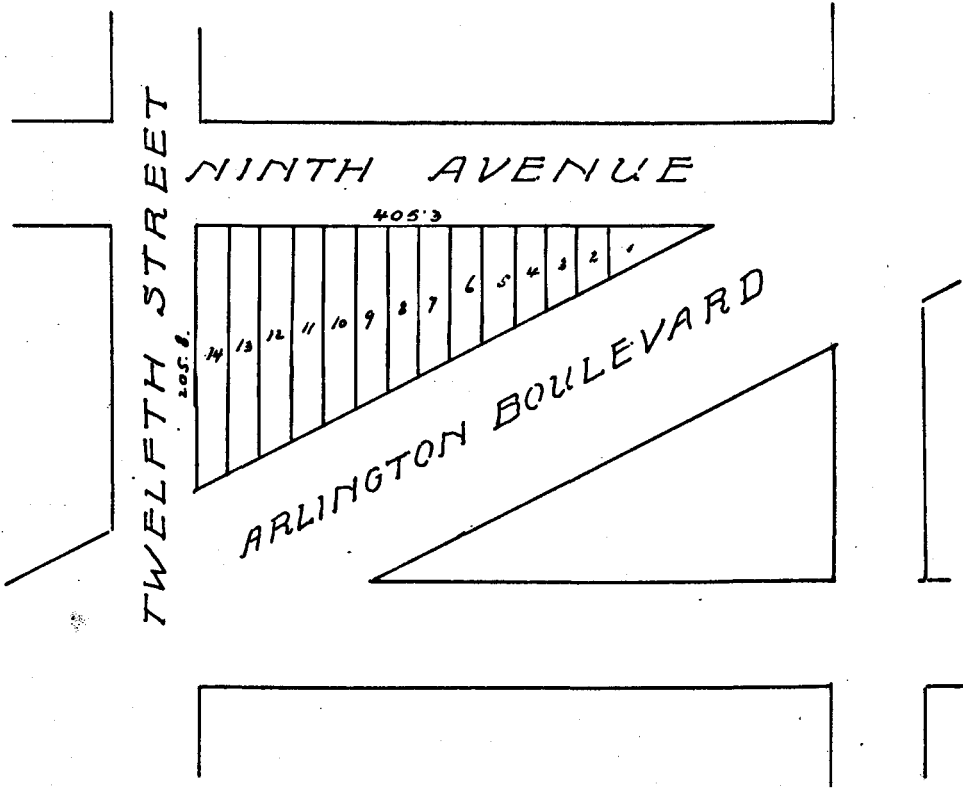 NINTH AVENUE
405.3
TWELFTH STREET
205.8.
14 13 12 11 10 9 8 7 6 5 4 3 2 1
ARLINGTON BOULEVARD